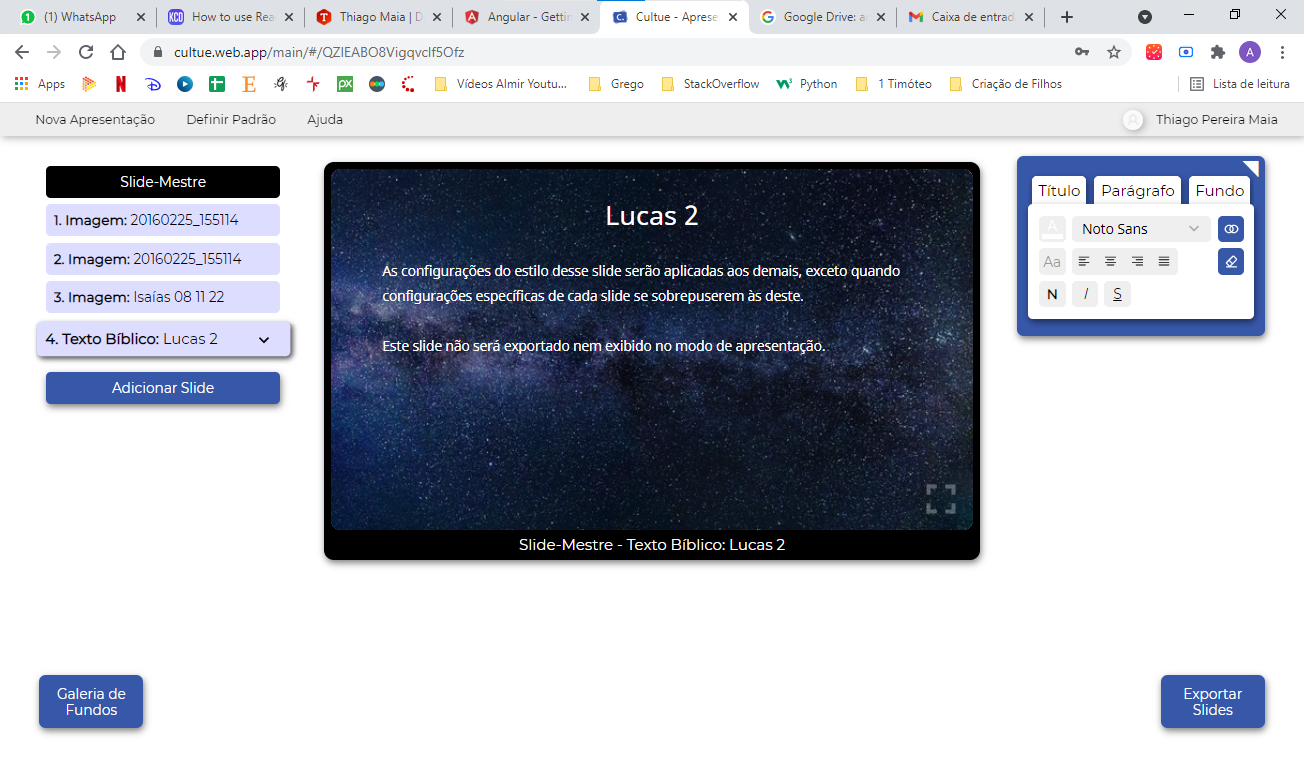 (1) WhatsApp
How to use Rea
Thiago Maia | D
Angular - Gettin
Cultue - Aprese
Google Drive: a
Caixa de entrad
cultue.web.app/main/#/QZIEABO8Vigqvclf5Ofz
A
Apps
Vídeos Almir Youtu...
Grego
StackOverflow
Python
1 Timóteo
Criação de Filhos
Lista de leitura
Nova Apresentação
Definir Padrão
Ajuda
Thiago Pereira Maia
Slide-Mestre
1. Imagem: 20160225_155114
2. Imagem: 20160225_155114
3. Imagem: Isaías 08 11 22
4. Texto Bíblico: Lucas 2
Adicionar Slide
Lucas 2
As configurações do estilo desse slide serão aplicadas aos demais, exceto quando
configurações específicas de cada slide se sobrepuserem às deste.
Este slide não será exportado nem exibido no modo de apresentação.
Slide-Mestre - Texto Bíblico: Lucas 2
Título
Parágrafo
Fundo
A
Noto Sans
Aa
N
I
S
Galeria de
Fundos
Exportar
Slides